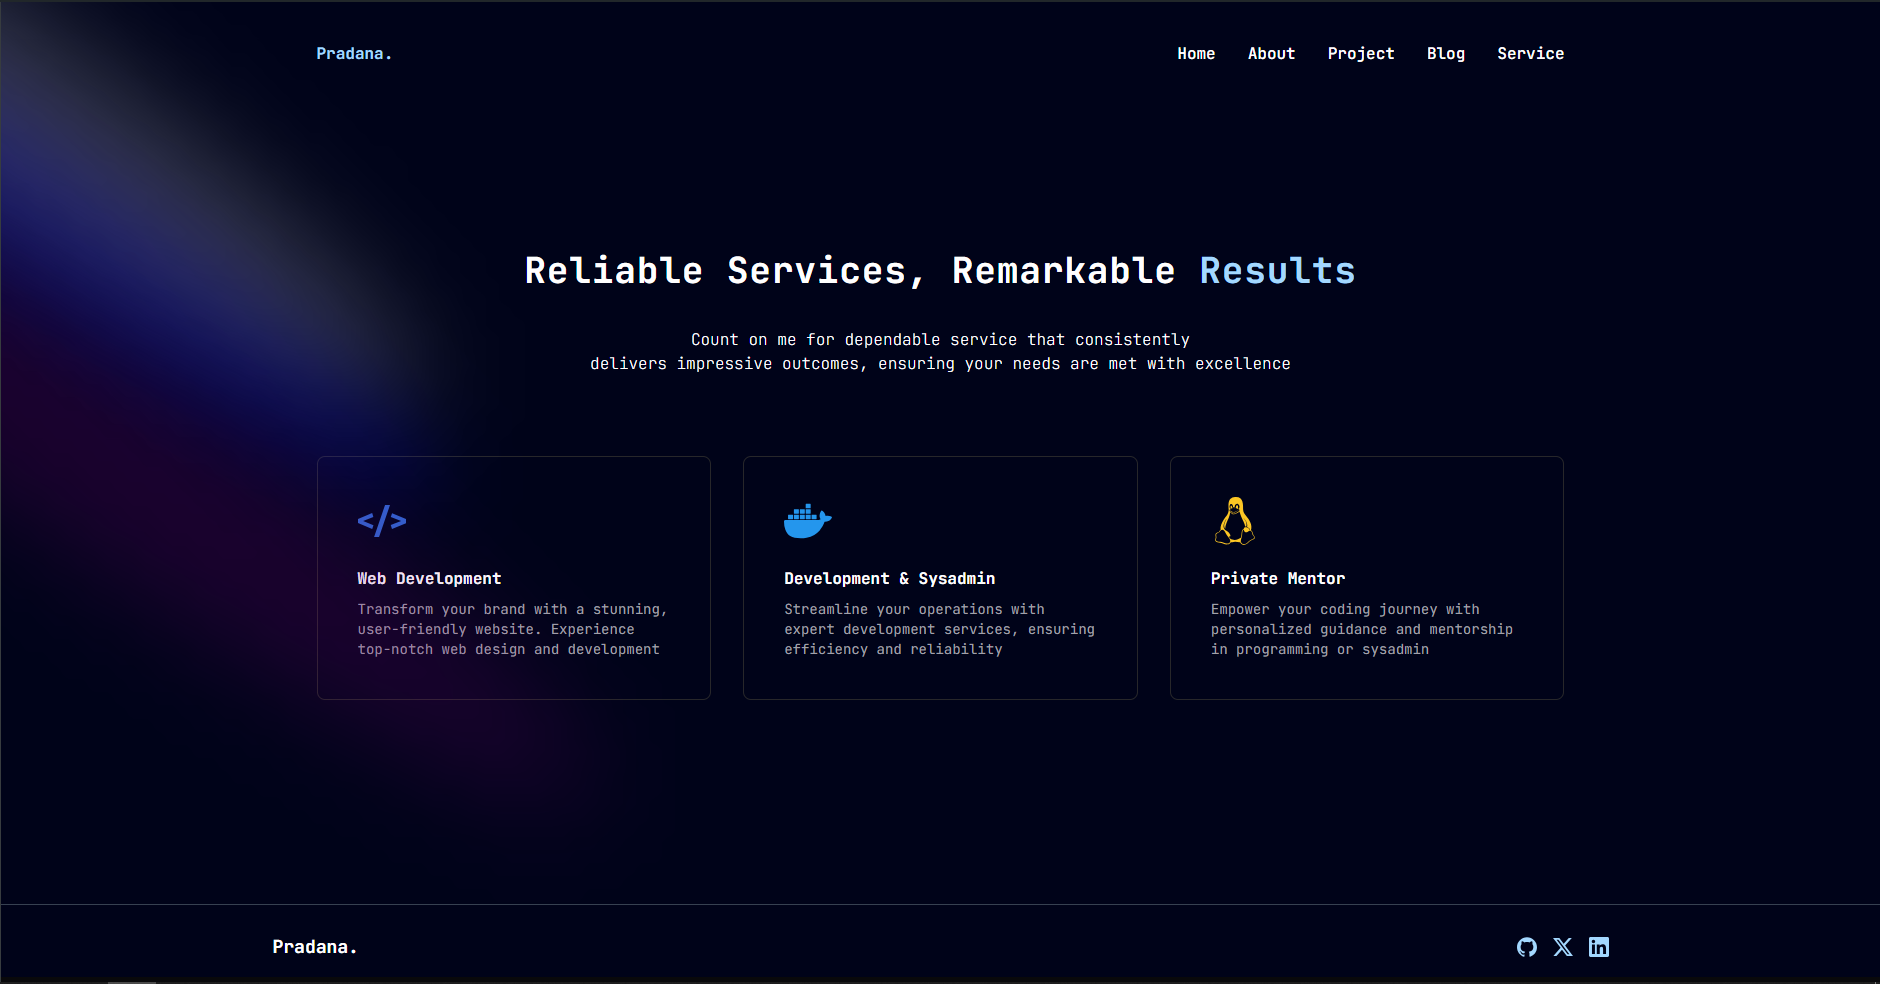 Pradana.
Home About Project Blog Service
Reliable Services, Remarkable Results
Count on me for dependable service that consistently
delivers impressive outcomes, ensuring your needs are met with excellence
</>
Web Development
Transform your brand with a stunning,
user-friendly website. Experience
top-notch web design and development
Development & Sysadmin
Streamline your operations with
expert development services, ensuring
efficiency and reliability
Private Mentor
Empower your coding journey with
personalized guidance and mentorship
in programming or sysadmin
Pradana.